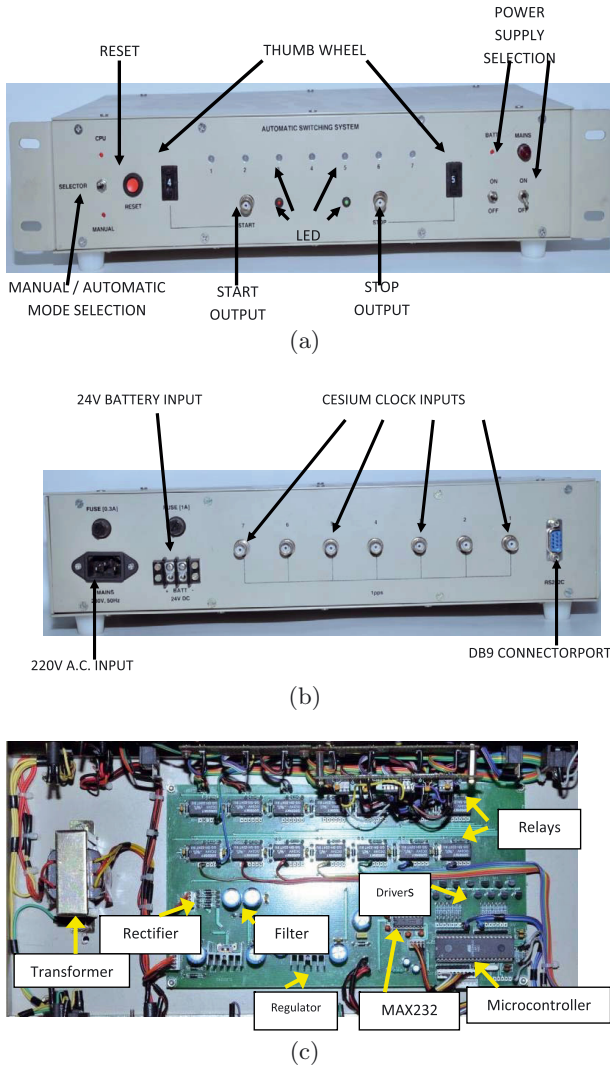 POWER
SUPPLY
SELECTION
RESET
THUMB WHEEL
AUTOMATIC SWITCHING SYSTEM
CPU
SELECTOR
MANUAL
RESET
4
1 2 3 4 5 6 7
START
STOP
5
BATT
MAINS
ON
OFF
ON
OFF
LED
MANUAL / AUTOMATIC
MODE SELECTION
START
OUTPUT
STOP
OUTPUT
(a)
24V BATTERY INPUT
CESIUM CLOCK INPUTS
FUSE [0.3A]
FUSE [1A]
7 6 4 2 1
MAINS
50Hz
+ BATT -
24V DC
1pps
RS232C
220V A.C. INPUT
DB9 CONNECTORPORT
(b)
Relays
Drivers
Rectifier
Filter
Transformer
Regulator
MAX232
Microcontroller
(c)